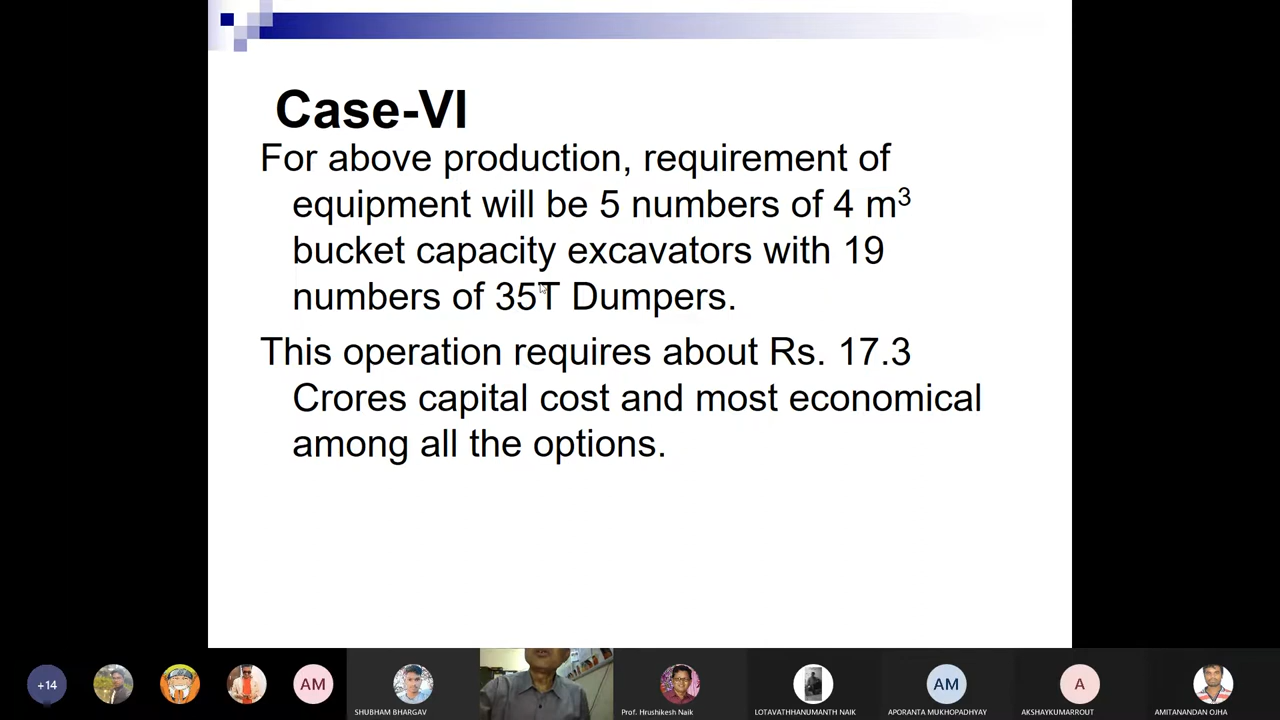 Case-VI
For above production, requirement of
equipment will be 5 numbers of 4 m³
bucket capacity excavators with 19
numbers of 35T Dumpers.
This operation requires about Rs. 17.3
Crores capital cost and most economical
among all the options.
+14
AM
SHUBHAM BHARGAV
Prof. Hrushikesh Naik
LOTAVATHHANUMANTH NAIK
AM
APORANTA MUKHOPADHYAY
A
AKSHAYKUMARROUT
AMITANANDAN OJHA